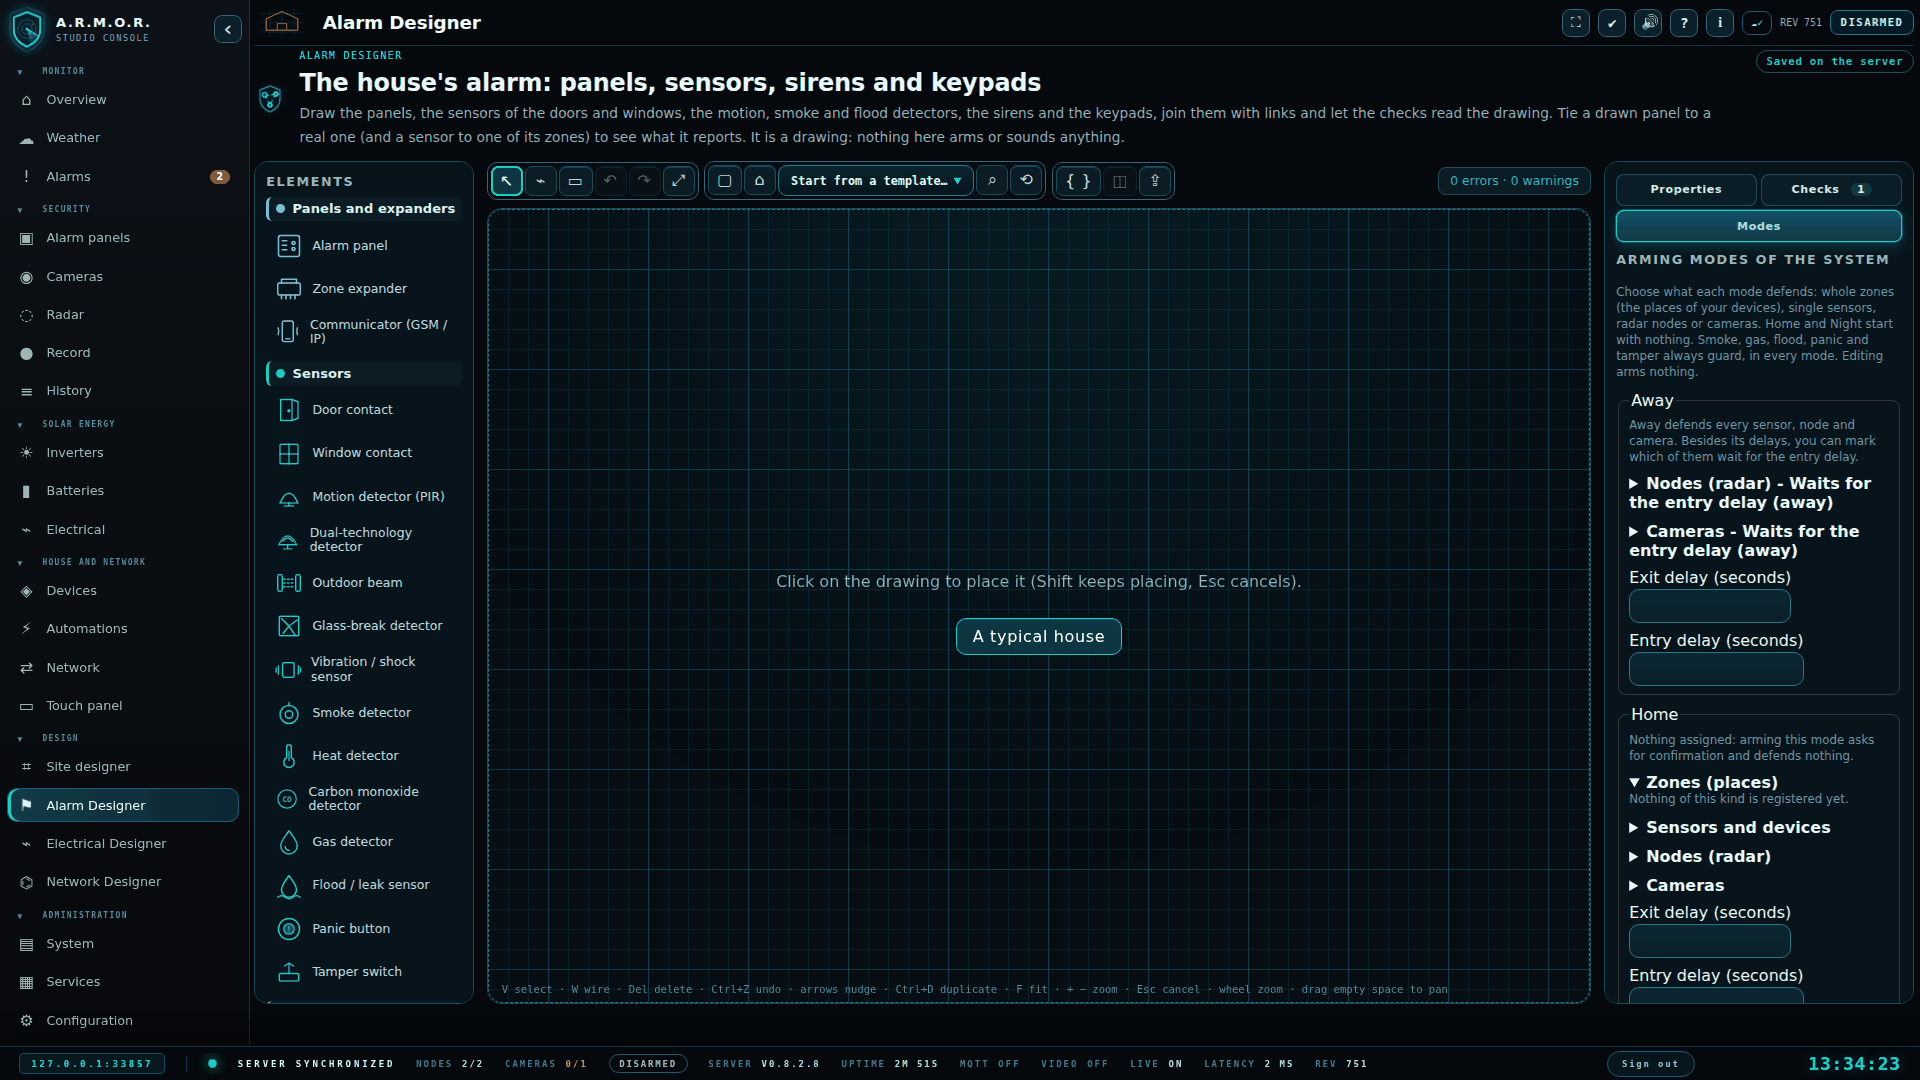 A.R.M.O.R.
STUDIO CONSOLE
MONITOR
Overview
Weather
Alarms 2
SECURITY
Alarm panels
Cameras
Radar
Record
History
SOLAR ENERGY
Inverters
Batteries
Electrical
HOUSE AND NETWORK
Devices
Automations
Network
Touch panel
DESIGN
Site designer
Alarm Designer
Electrical Designer
Network Designer
ADMINISTRATION
System
Services
Configuration
Alarm Designer
REV 751
DISARMED
ALARM DESIGNER
Saved on the server
The house's alarm: panels, sensors, sirens and keypads
Draw the panels, the sensors of the doors and windows, the motion, smoke and flood detectors, the sirens and the keypads, join them with links and let the checks read the drawing. Tie a drawn panel to a
real one (and a sensor to one of its zones) to see what it reports. It is a drawing: nothing here arms or sounds anything.
ELEMENTS
Panels and expanders
Alarm panel
Zone expander
Communicator (GSM /
IP)
Sensors
Door contact
Window contact
Motion detector (PIR)
Dual-technology
detector
Outdoor beam
Glass-break detector
Vibration / shock
sensor
Smoke detector
Heat detector
CO
Carbon monoxide
detector
Gas detector
Flood / leak sensor
Panic button
Tamper switch
Start from a template…
{ }
0 errors · 0 warnings
Click on the drawing to place it (Shift keeps placing, Esc cancels).
A typical house
V select · W wire · Del delete · Ctrl+Z undo · arrows nudge · Ctrl+D duplicate · F fit · + − zoom · Esc cancel · wheel zoom · drag empty space to pan
Properties
Checks 1
Modes
ARMING MODES OF THE SYSTEM
Choose what each mode defends: whole zones
(the places of your devices), single sensors,
radar nodes or cameras. Home and Night start
with nothing. Smoke, gas, flood, panic and
tamper always guard, in every mode. Editing
arms nothing.
Away
Away defends every sensor, node and
camera. Besides its delays, you can mark
which of them wait for the entry delay.
Nodes (radar) - Waits for
the entry delay (away)
Cameras - Waits for the
entry delay (away)
Exit delay (seconds)
Entry delay (seconds)
Home
Nothing assigned: arming this mode asks
for confirmation and defends nothing.
Zones (places)
Nothing of this kind is registered yet.
Sensors and devices
Nodes (radar)
Cameras
Exit delay (seconds)
Entry delay (seconds)
127.0.0.1:33857
SERVER SYNCHRONIZED
NODES 2/2
CAMERAS 0/1
DISARMED
SERVER V0.8.2.8
UPTIME 2M 51S
MQTT OFF
VIDEO OFF
LIVE ON
LATENCY 2 MS
REV 751
Sign out
13:34:23